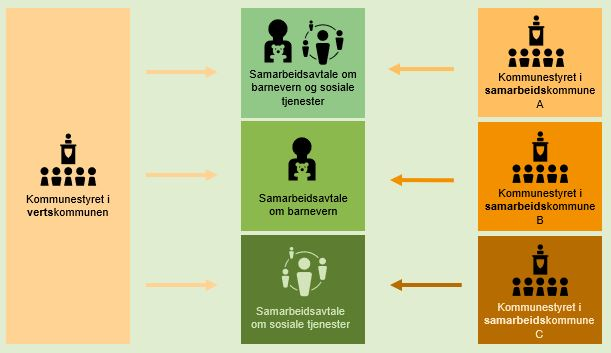 Kommunestyret i
vertskommunen
Samarbeidsavtale om
barnevern og sosiale
tjenester
Samarbeidsavtale
om barnevern
Samarbeidsavtale
om sosiale tjenester
Kommunestyret i
samarbeidskommune
A
Kommunestyret i
samarbeidskommune
B
Kommunestyret i
samarbeidskommune
C